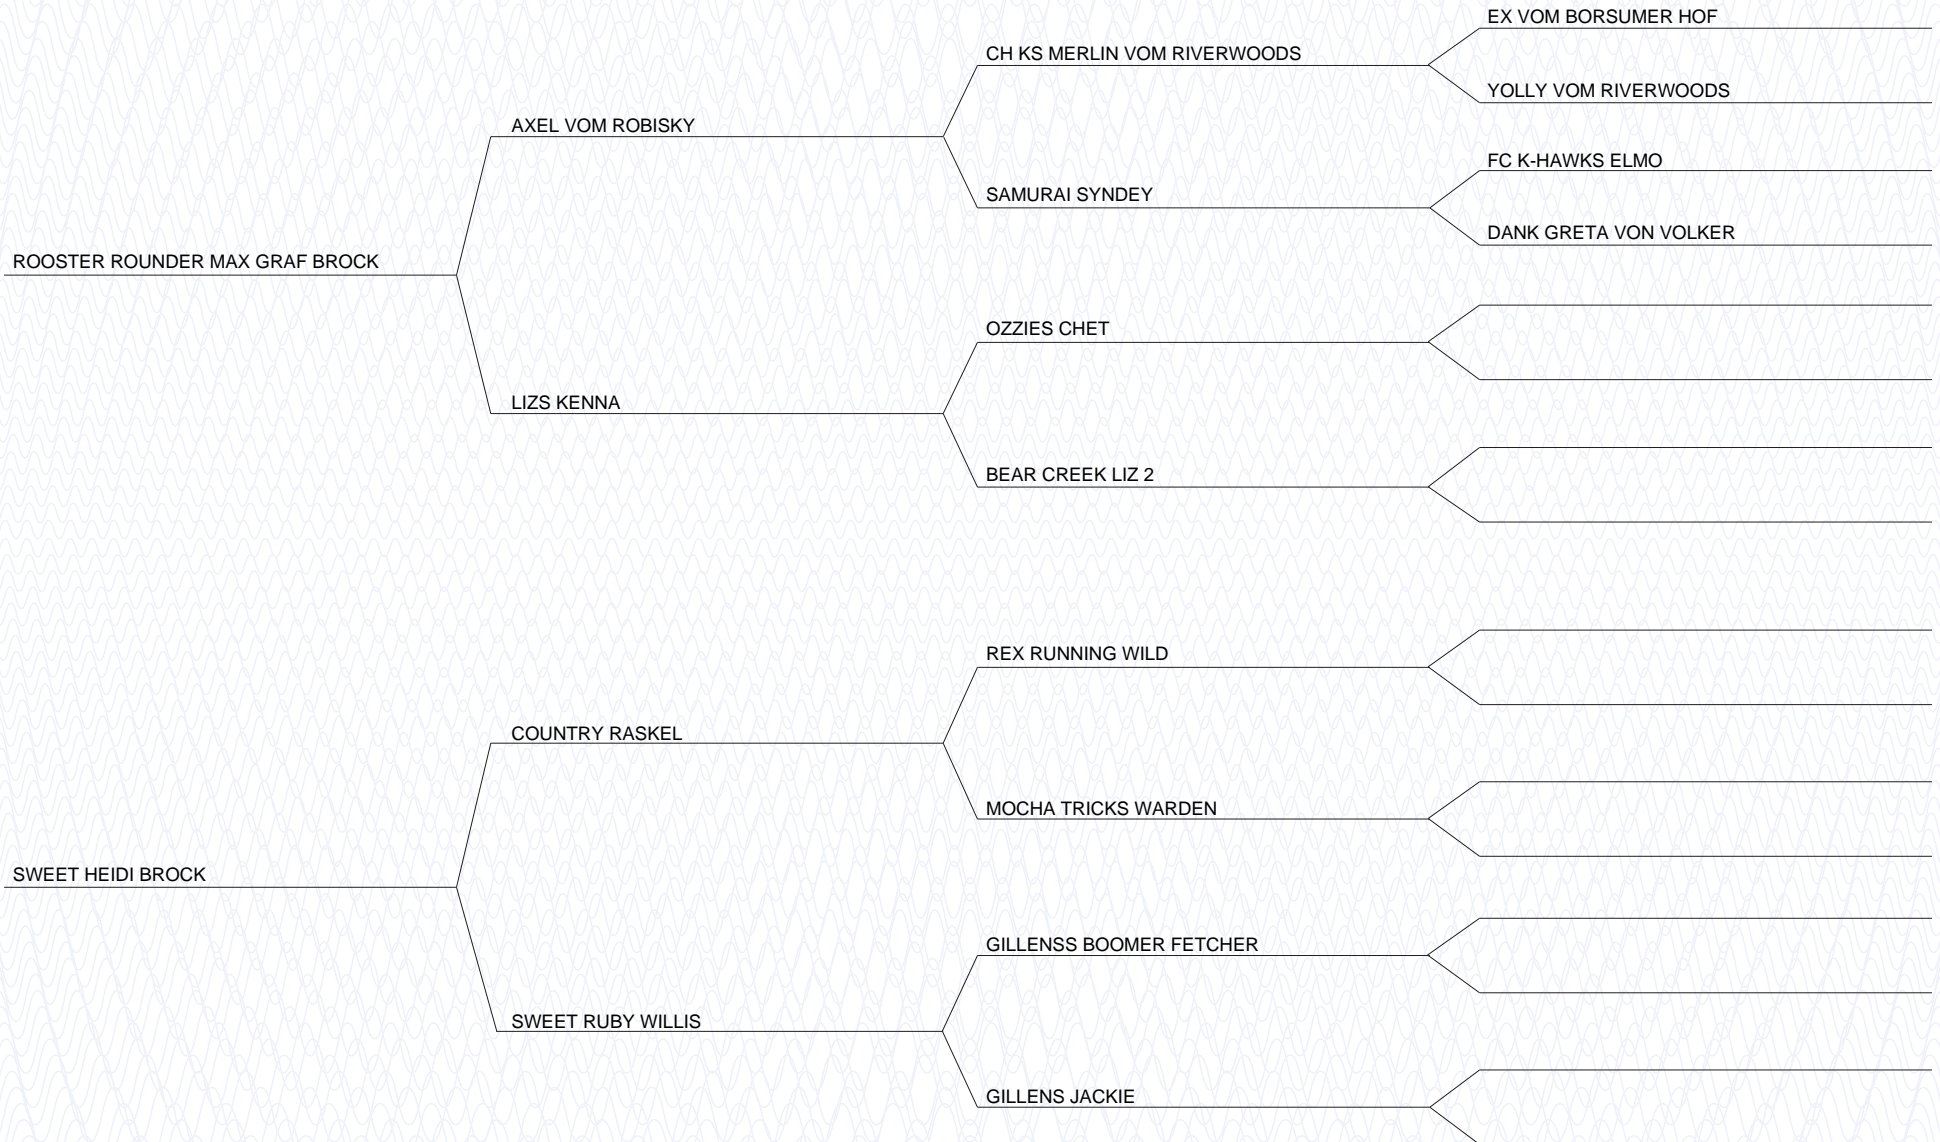 EX VOM BORSUMER HOF
CH KS MERLIN VOM RIVERWOODS
YOLLY VOM RIVERWOODS
AXEL VOM ROBISKY
FC K-HAWKS ELMO
SAMURAI SYNDEY
DANK GRETA VON VOLKER
ROOSTER ROUNDER MAX GRAF BROCK
OZZIES CHET
LIZS KENNA
BEAR CREEK LIZ 2
REX RUNNING WILD
COUNTRY RASKEL
MOCHA TRICKS WARDEN
SWEET HEIDI BROCK
GILLENSS BOOMER FETCHER
SWEET RUBY WILLIS
GILLENS JACKIE